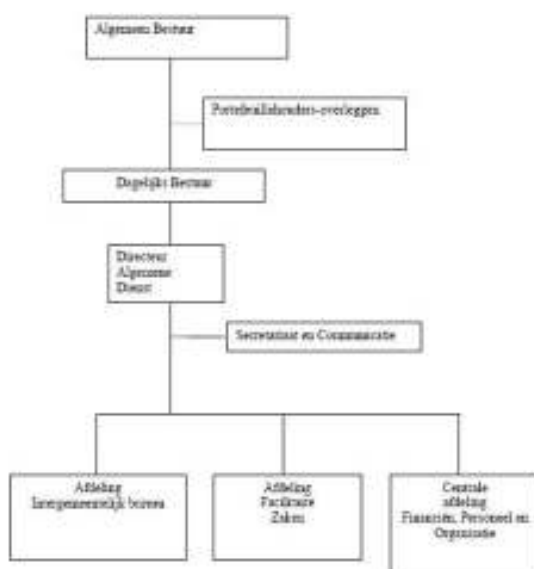 Algemeen Bestuur
Portefeuillehouders-overleggen
Dagelijks Bestuur
Directeur
Algemene
Dienst
Secretariaat en Communicatie
Afdeling
Intergemeentelijk bureau
Afdeling
Facilitaire
Zaken
Centrale
afdeling
Financiën, Personeel en
Organisatie